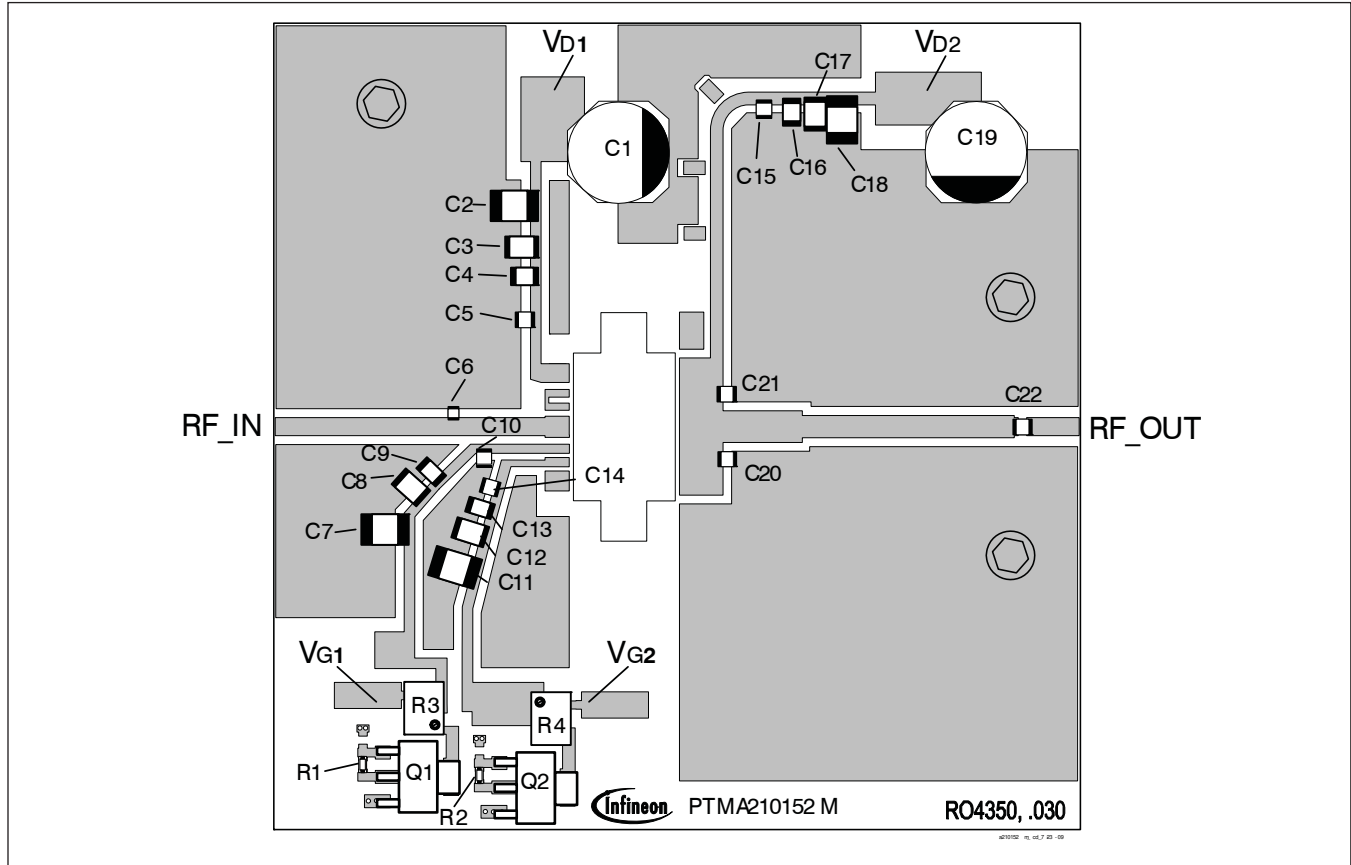 VD1
VD2
C17
C1
C19
C15
C16
C18
C2
C3
C4
C5
C6
C21
C22
RF_IN
RF_OUT
C10
C9
C8
C20
C14
C7
C13
C12
C11
VG1
VG2
R3
R4
R1
Q1
Q2
R2
Infineon
PTMA210152 M
RO4350, .030